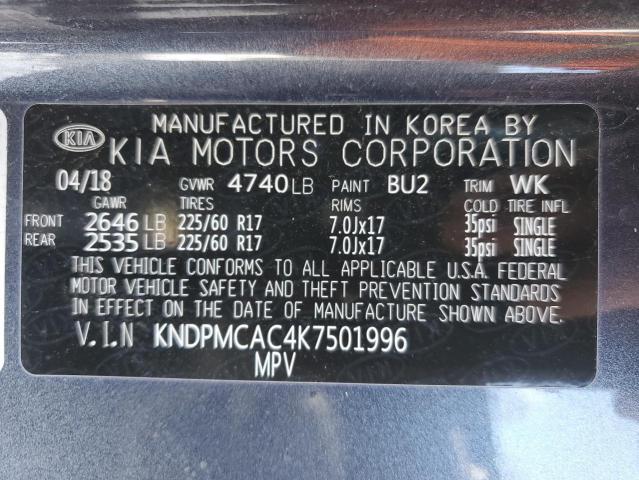 MANUFACTURED IN KOREA BY
KIA KIA MOTORS CORPORATION
04/18 GVWR 4740 LB PAINT BU2 TRIM WK
GAWR TIRES RIMS COLD TIRE INFL
FRONT 2646 LB 225/60 R17 7.0Jx17 35psi SINGLE
REAR 2535 LB 225/60 R17 7.0Jx17 35psi SINGLE
THIS VEHICLE CONFORMS TO ALL APPLICABLE U.S.A. FEDERAL
MOTOR VEHICLE SAFETY AND THEFT PREVENTION STANDARDS
IN EFFECT ON THE DATE OF MANUFACTURE SHOWN ABOVE.
V.I.N KNDPMCAC4K7501996
MPV